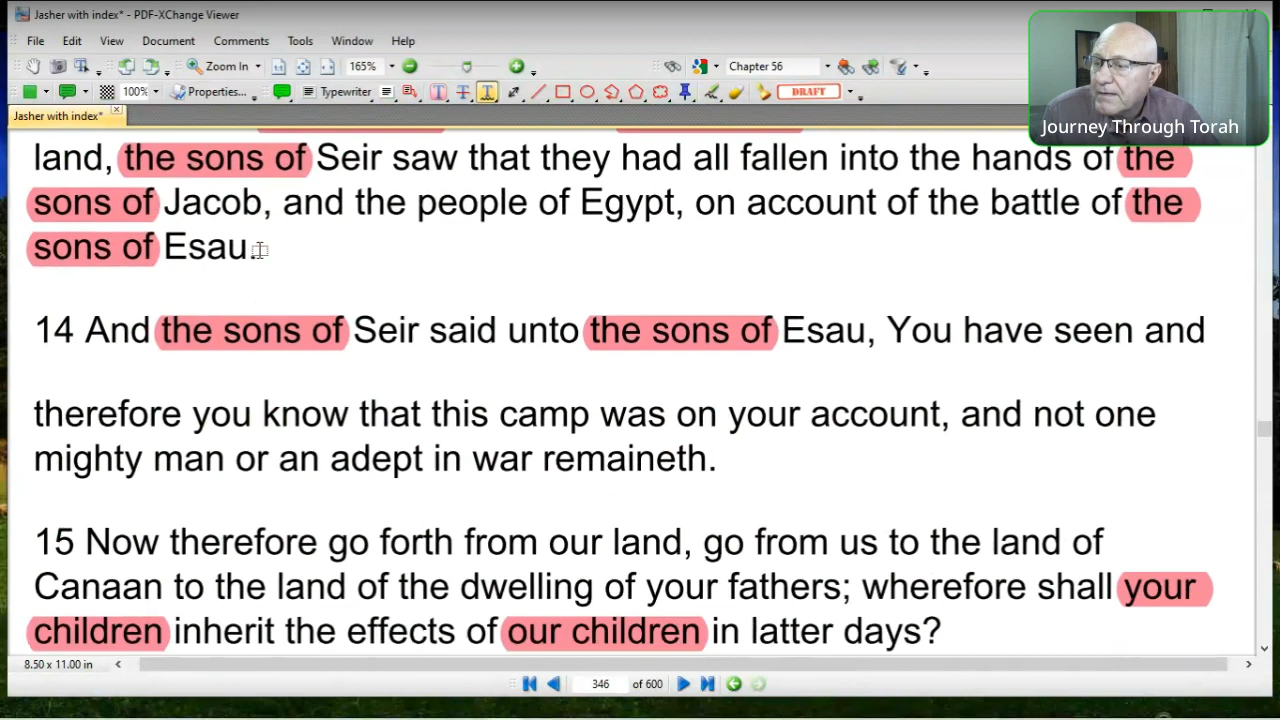 Jasher with index* - PDF-XChange Viewer
File Edit View Document Comments Tools Window Help
Zoom In 165% Chapter 56
100% Properties... Typewriter DRAFT
Jasher with index*
Journey Through Torah
land, the sons of Seir saw that they had all fallen into the hands of the
sons of Jacob, and the people of Egypt, on account of the battle of the
sons of Esau.
14 And the sons of Seir said unto the sons of Esau, You have seen and
therefore you know that this camp was on your account, and not one
mighty man or an adept in war remaineth.
15 Now therefore go forth from our land, go from us to the land of
Canaan to the land of the dwelling of your fathers; wherefore shall your
children inherit the effects of our children in latter days?
8.50 x 11.00 in
346 of 600